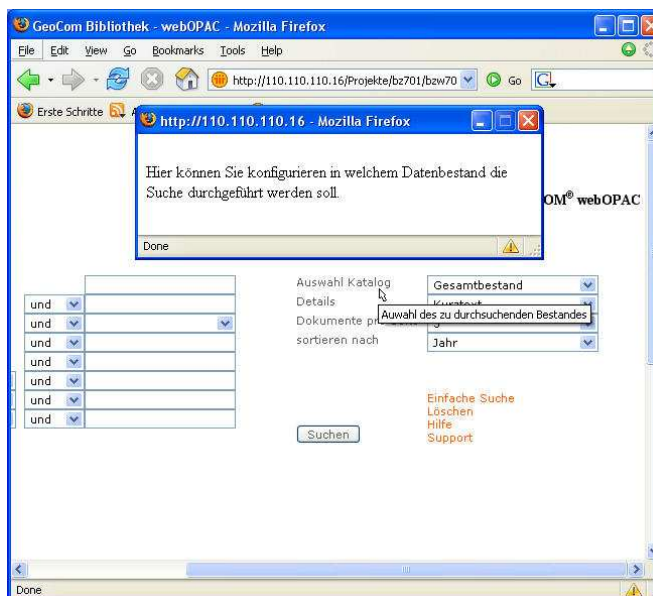 GeoCom Bibliothek - webOPAC - Mozilla Firefox
File Edit View Go Bookmarks Tools Help
http://110.110.110.16/Projekte/bz701/bzw70 Go G
Erste Schritte
http://110.110.110.16 - Mozilla Firefox
Hier können Sie konfigurieren in welchem Datenbestand die
Suche durchgeführt werden soll.
OM® webOPAC
Done
Auswahl Katalog Gesamtbestand
und Details Kurztext
und Dokumente pro
Auwahl des zu durchsuchenden Bestandes
und sortieren nach Jahr
und
und
und
und
Einfache Suche
Löschen
Hilfe
Suchen Support
Done